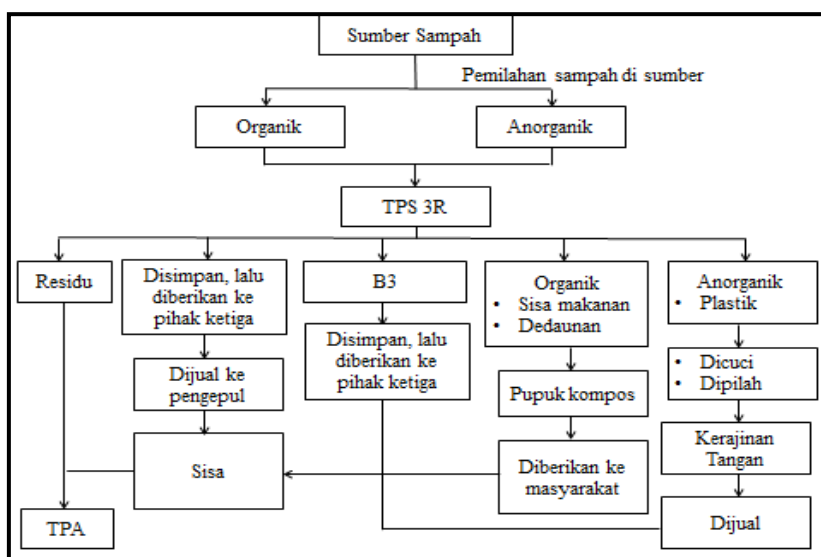 Sumber Sampah
Pemilahan sampah di sumber
Organik
Anorganik
TPS 3R
Residu
Disimpan, lalu
diberikan ke
pihak ketiga
B3
Organik
• Sisa makanan
• Dedaunan
Anorganik
• Plastik
Dijual ke
pengepul
Disimpan, lalu
diberikan ke
pihak ketiga
Pupuk kompos
• Dicuci
• Dipilah
Kerajinan
Tangan
Sisa
Diberikan ke
masyarakat
TPA
Dijual